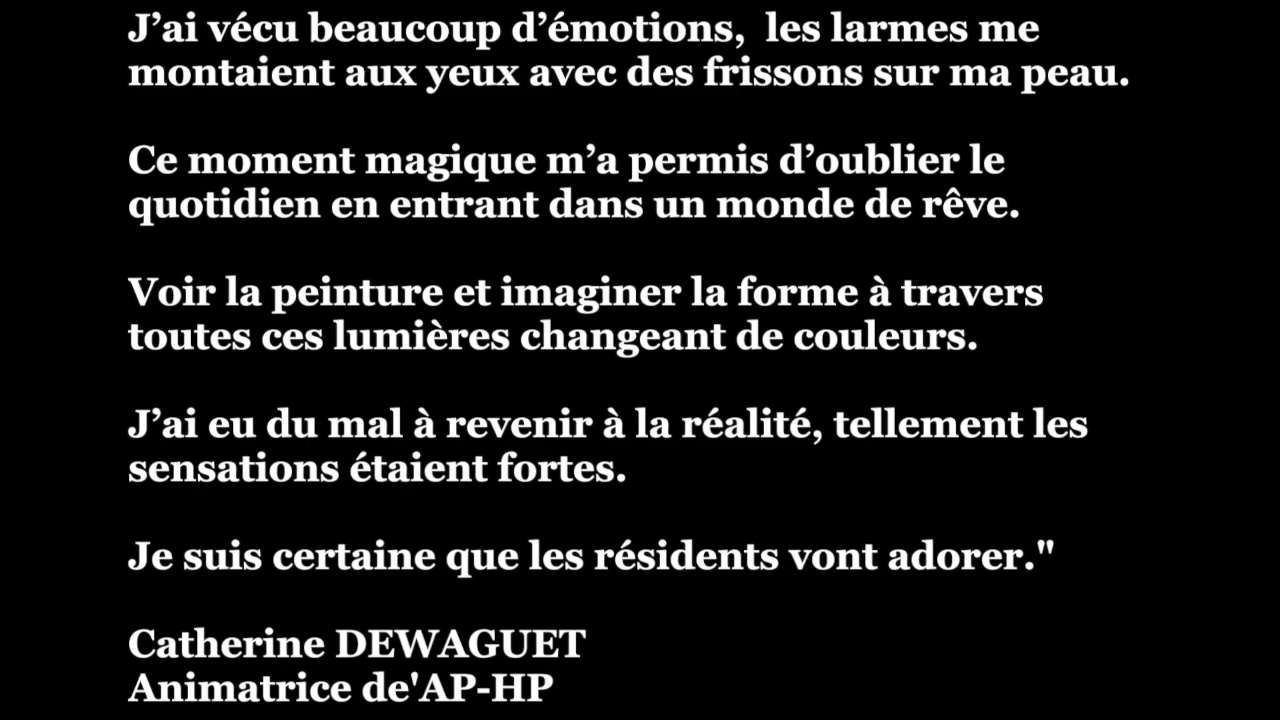 J’ai vécu beaucoup d’émotions,  les larmes me
montaient aux yeux avec des frissons sur ma peau.
Ce moment magique m’a permis d’oublier le
quotidien en entrant dans un monde de rêve.
Voir la peinture et imaginer la forme à travers
toutes ces lumières changeant de couleurs.
J’ai eu du mal à revenir à la réalité, tellement les
sensations étaient fortes.
Je suis certaine que les résidents vont adorer."
Catherine DEWAGUET
Animatrice de'AP-HP